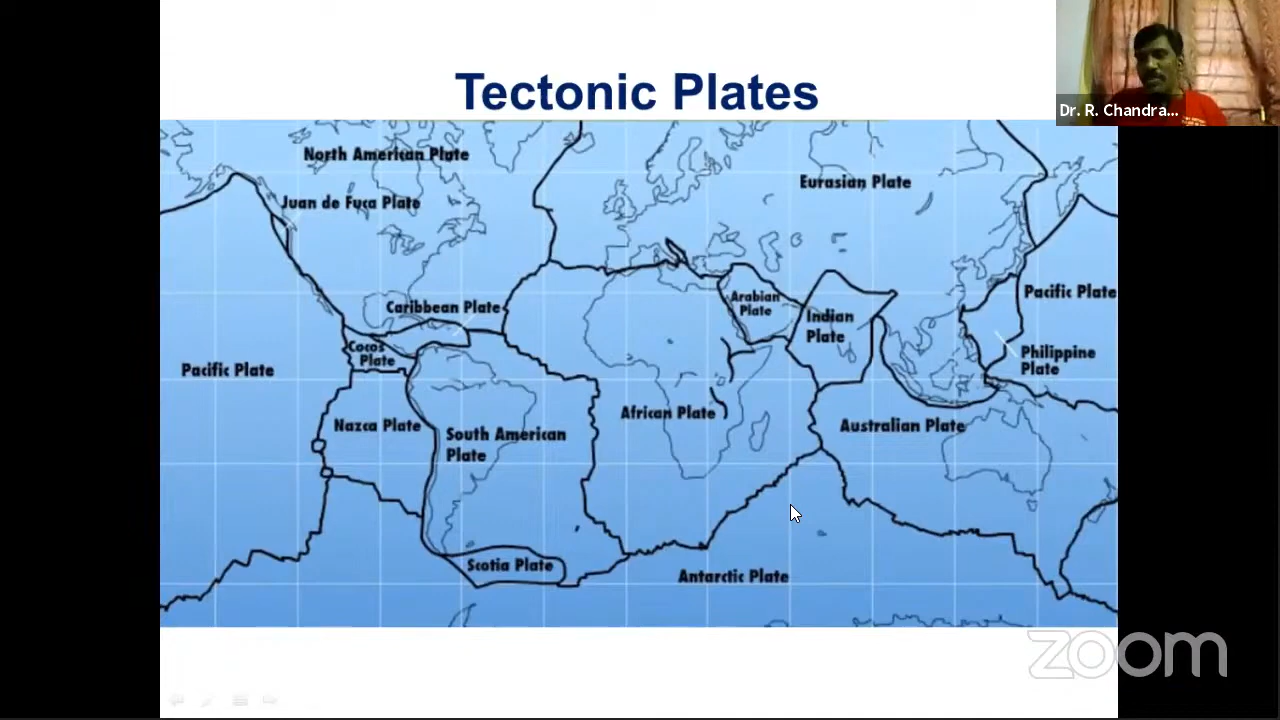 Tectonic Plates
Dr. R. Chandra...
North American Plate
Eurasian Plate
Juan de Fuca Plate
Caribbean Plate
Arabian
Plate
Indian
Plate
Pacific Plate
Cocos
Plate
Philippine
Plate
Pacific Plate
Nazca Plate
South American
Plate
African Plate
Australian Plate
Scotia Plate
Antarctic Plate
zoom